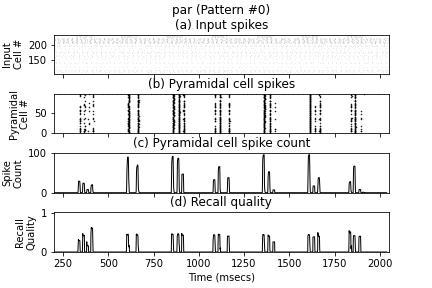 par (Pattern #0)
(a) Input spikes
Input
Cell #
200
150
(b) Pyramidal cell spikes
Pyramidal
Cell #
50
0
(c) Pyramidal cell spike count
Spike
Count
100
0
(d) Recall quality
Recall
Quality
1
0
250 500 750 1000 1250 1500 1750 2000
Time (msecs)